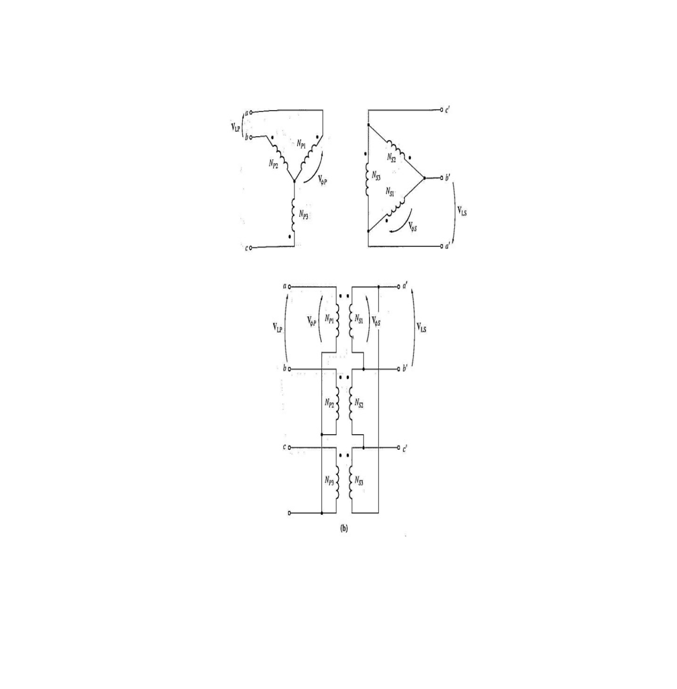 a
c'
V_LP
b
N_P1
N_P2
N_S2
V_ϕP
N_S3
b'
N_S1
N_P3
V_ϕS
V_LS
c
a'
a
a'
V_LP
V_ϕP
N_P1
N_S1
V_ϕS
V_LS
b
b'
N_P2
N_S2
c
c'
N_P3
N_S3
(b)